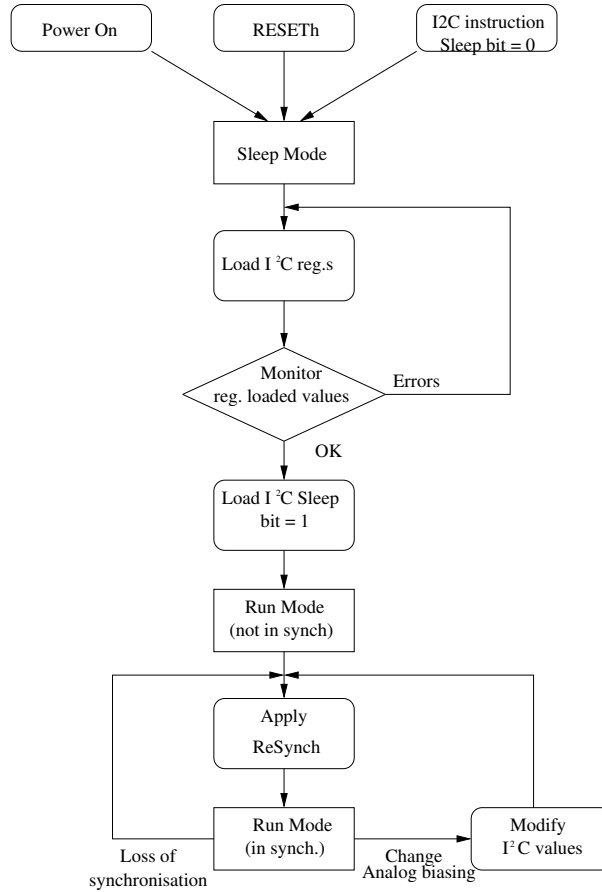 Power On
RESETh
I2C instruction
Sleep bit = 0
Sleep Mode
Load I ²C reg.s
Monitor
reg. loaded values
Errors
OK
Load I ²C Sleep
bit = 1
Run Mode
(not in synch)
Apply
ReSynch
Run Mode
(in synch.)
Loss of
synchronisation
Change
Analog biasing
Modify
I²C values